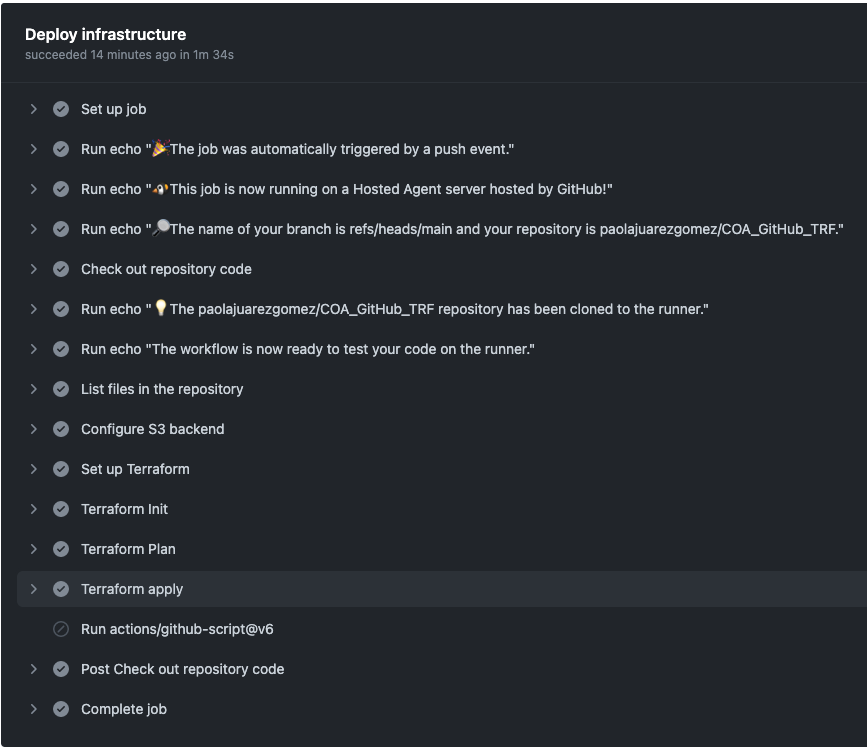 Deploy infrastructure
succeeded 14 minutes ago in 1m 34s
Set up job
Run echo "🎉The job was automatically triggered by a push event."
Run echo "🐧This job is now running on a Hosted Agent server hosted by GitHub!"
Run echo "🔎The name of your branch is refs/heads/main and your repository is paolajuarezgomez/COA_GitHub_TRF."
Check out repository code
Run echo "💡The paolajuarezgomez/COA_GitHub_TRF repository has been cloned to the runner."
Run echo "The workflow is now ready to test your code on the runner."
List files in the repository
Configure S3 backend
Set up Terraform
Terraform Init
Terraform Plan
Terraform apply
Run actions/github-script@v6
Post Check out repository code
Complete job